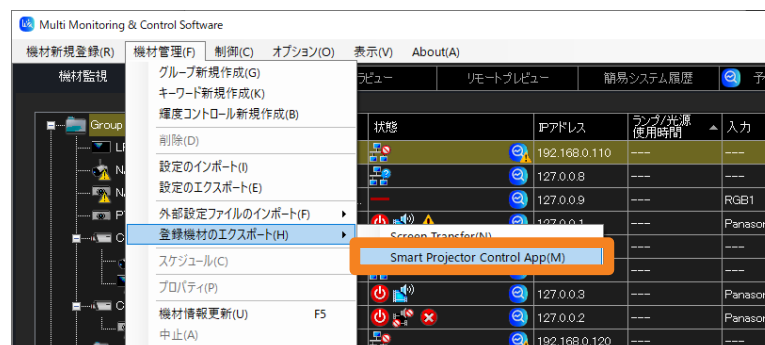 Multi Monitoring & Control Software
機材新規登録(R) 機材管理(F) 制御(C) オプション(O) 表示(V) About(A)
機材監視 リモートプレビュー 簡易システム履歴
グループ新規作成(G)
キーワード新規作成(K)
輝度コントロール新規作成(B)
削除(D)
設定のインポート(I)
設定のエクスポート(E)
外部設定ファイルのインポート(F)
登録機材のエクスポート(H)
スケジュール(C)
プロパティ(P)
機材情報更新(U) F5
中止(A)
Screen Transfer(N)
Smart Projector Control App(M)
Group
状態 IPアドレス ランプ/光源 使用時間 入力
192.168.0.110 --- ---
127.0.0.8 --- ---
127.0.0.9 --- RGB1
127.0.0.1 --- Panasor
--- ---
--- ---
127.0.0.3 --- Panasor
127.0.0.2 --- Panasor
192.168.0.120 --- ---